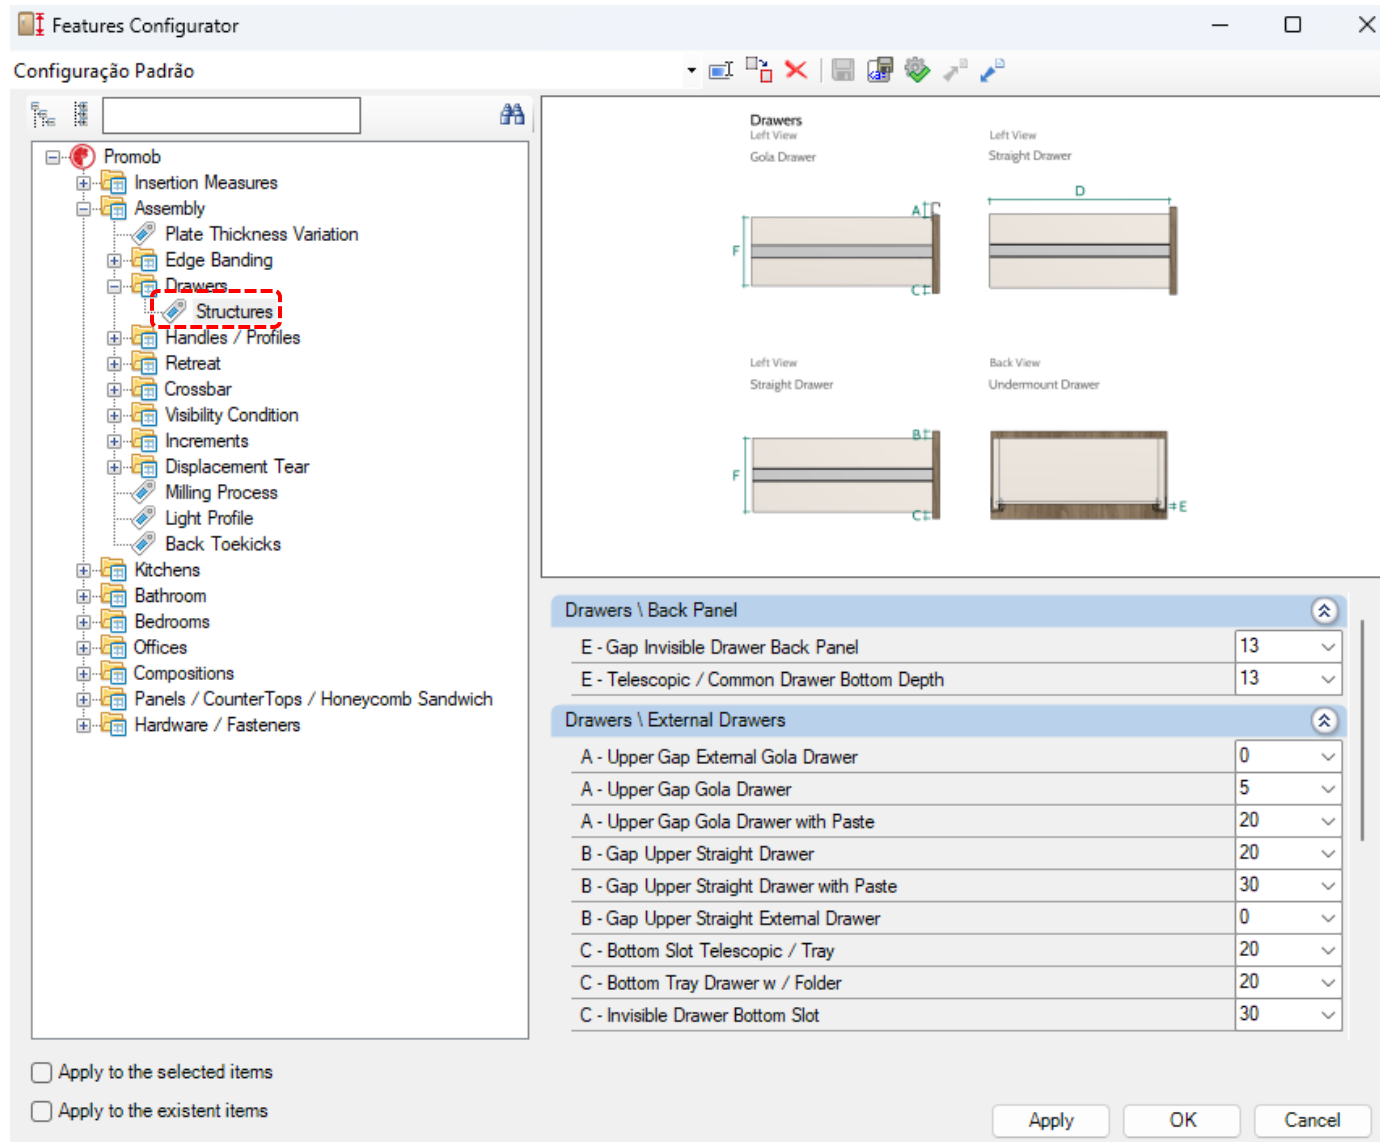 Features Configurator
Configuração Padrão
Promob
Insertion Measures
Assembly
Plate Thickness Variation
Edge Banding
Drawers
Structures
Handles / Profiles
Retreat
Crossbar
Visibility Condition
Increments
Displacement Tear
Milling Process
Light Profile
Back Toekicks
Kitchens
Bathroom
Bedrooms
Offices
Compositions
Panels / CounterTops / Honeycomb Sandwich
Hardware / Fasteners
Drawers
Left View
Gola Drawer
A
F
C
Left View
Straight Drawer
D
Left View
Straight Drawer
B
F
C
Back View
Undermount Drawer
E
Drawers \ Back Panel
E - Gap Invisible Drawer Back Panel 13
E - Telescopic / Common Drawer Bottom Depth 13
Drawers \ External Drawers
A - Upper Gap External Gola Drawer 0
A - Upper Gap Gola Drawer 5
A - Upper Gap Gola Drawer with Paste 20
B - Gap Upper Straight Drawer 20
B - Gap Upper Straight Drawer with Paste 30
B - Gap Upper Straight External Drawer 0
C - Bottom Slot Telescopic / Tray 20
C - Bottom Tray Drawer w / Folder 20
C - Invisible Drawer Bottom Slot 30
Apply to the selected items
Apply to the existent items
Apply OK Cancel